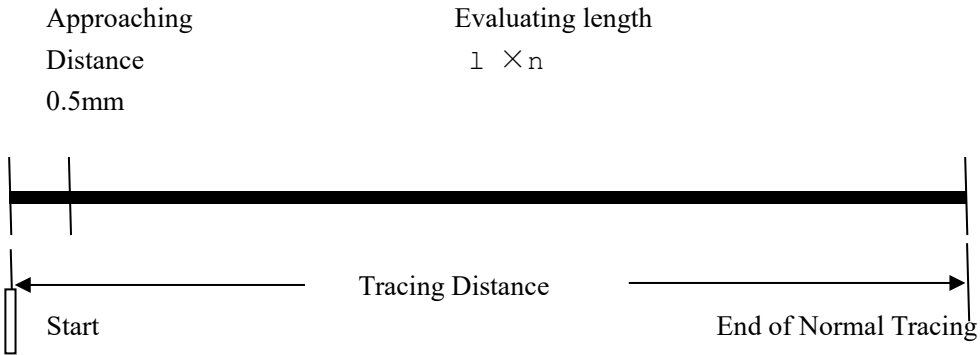 Approaching
Distance
0.5mm
Evaluating length
l ×n
Tracing Distance
Start
End of Normal Tracing